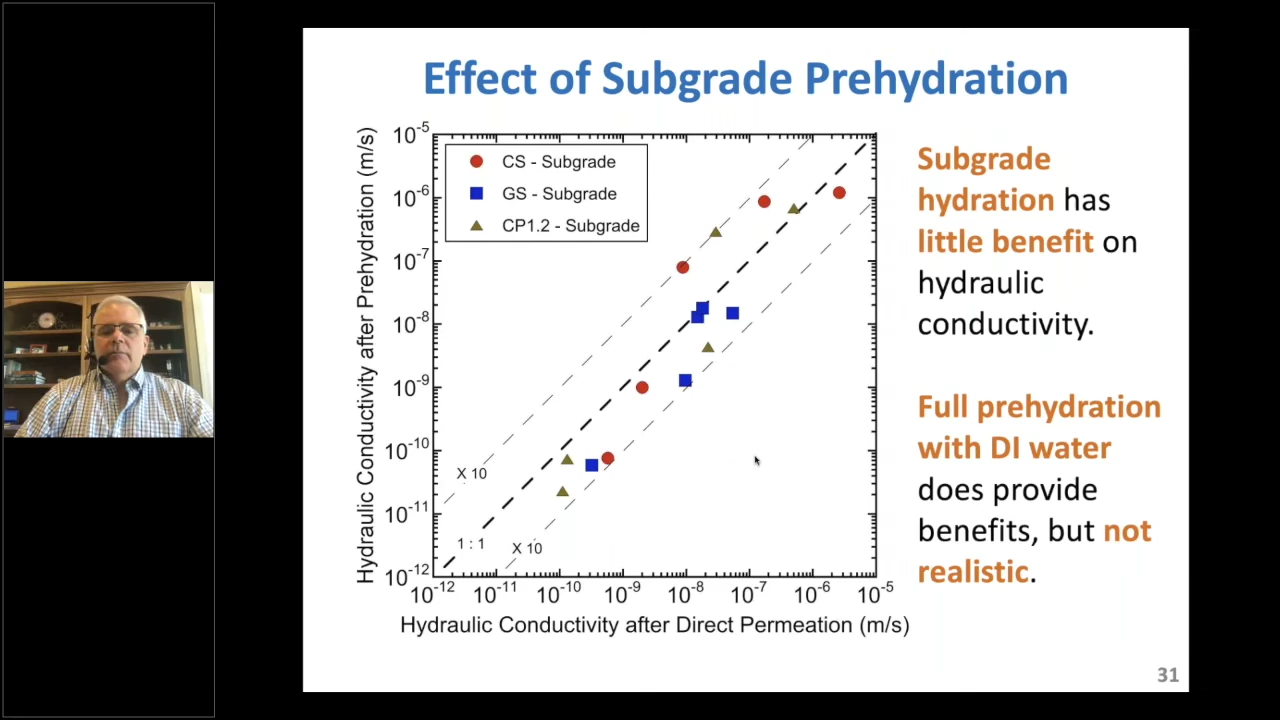 Effect of Subgrade Prehydration
Hydraulic Conductivity after Prehydration (m/s)
10⁻⁵
10⁻⁶
10⁻⁷
10⁻⁸
10⁻⁹
10⁻¹⁰
10⁻¹¹
10⁻¹²
CS - Subgrade
GS - Subgrade
CP1.2 - Subgrade
X 10
1 : 1
X 10
10⁻¹² 10⁻¹¹ 10⁻¹⁰ 10⁻⁹ 10⁻⁸ 10⁻⁷ 10⁻⁶ 10⁻⁵
Hydraulic Conductivity after Direct Permeation (m/s)
Subgrade
hydration has
little benefit on
hydraulic
conductivity.
Full prehydration
with DI water
does provide
benefits, but not
realistic.
31